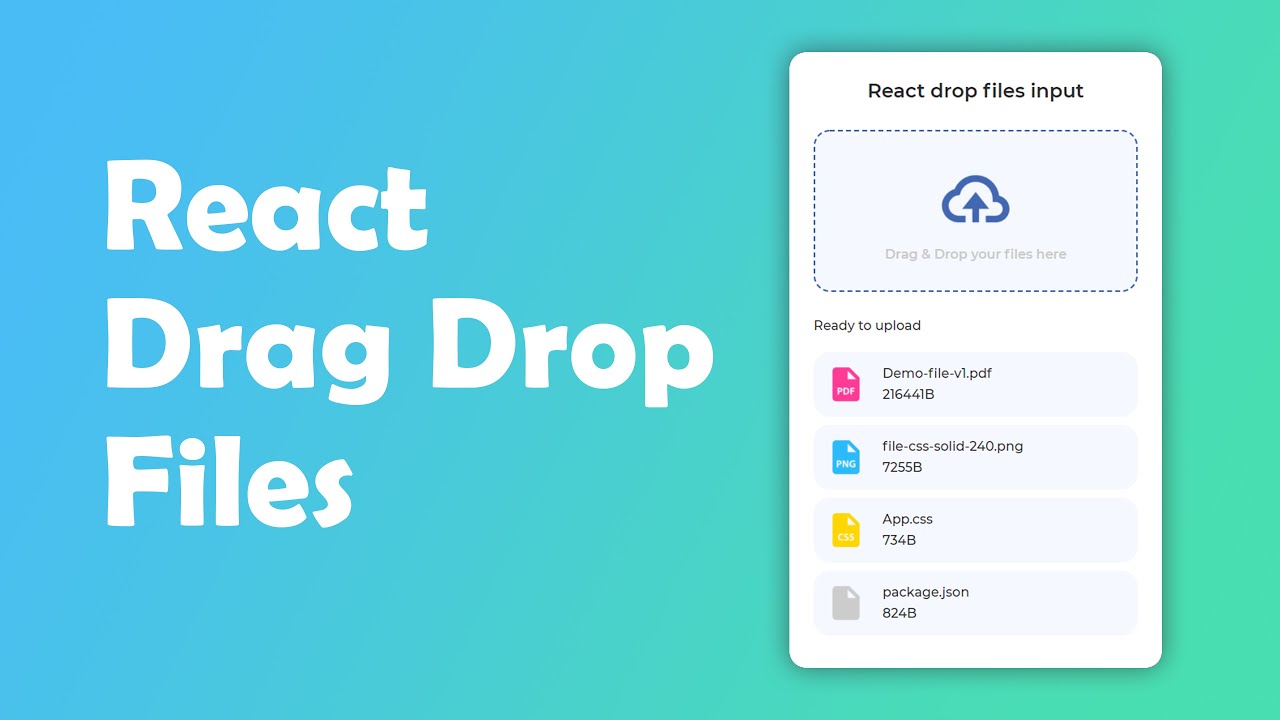 React
Drag Drop
Files
React drop files input
Drag & Drop your files here
Ready to upload
PDF
Demo-file-v1.pdf
216441B
PNG
file-css-solid-240.png
7255B
CSS
App.css
734B
package.json
824B